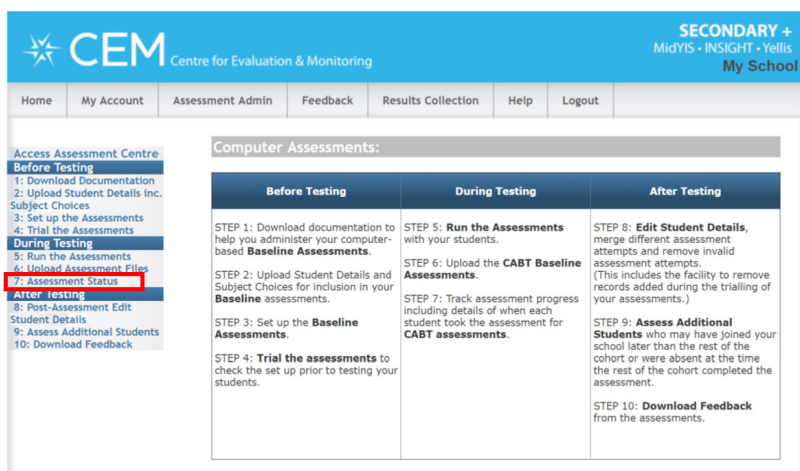 CEM Centre for Evaluation & Monitoring
SECONDARY +
MidYIS • INSIGHT • Yellis
My School
Home My Account Assessment Admin Feedback Results Collection Help Logout
Access Assessment Centre
Before Testing
1: Download Documentation
2: Upload Student Details inc.
Subject Choices
3: Set up the Assessments
4: Trial the Assessments
During Testing
5: Run the Assessments
6: Upload Assessment Files
7: Assessment Status
After Testing
8: Post-Assessment Edit
Student Details
9: Assess Additional Students
10: Download Feedback
Computer Assessments:
Before Testing
STEP 1: Download documentation to
help you administer your computer-
based Baseline Assessments.
STEP 2: Upload Student Details and
Subject Choices for inclusion in your
Baseline assessments.
STEP 3: Set up the Baseline
Assessments.
STEP 4: Trial the assessments to
check the set up prior to testing your
students.
During Testing
STEP 5: Run the Assessments
with your students.
STEP 6: Upload the CABT Baseline
Assessments.
STEP 7: Track assessment progress
including details of when each
student took the assessment for
CABT assessments.
After Testing
STEP 8: Edit Student Details,
merge different assessment
attempts and remove invalid
assessment attempts.
(This includes the facility to remove
records added during the trialling of
your assessments.)
STEP 9: Assess Additional
Students who may have joined your
school later than the rest of the
cohort or were absent at the time
the rest of the cohort completed the
assessment.
STEP 10: Download Feedback
from the assessments.